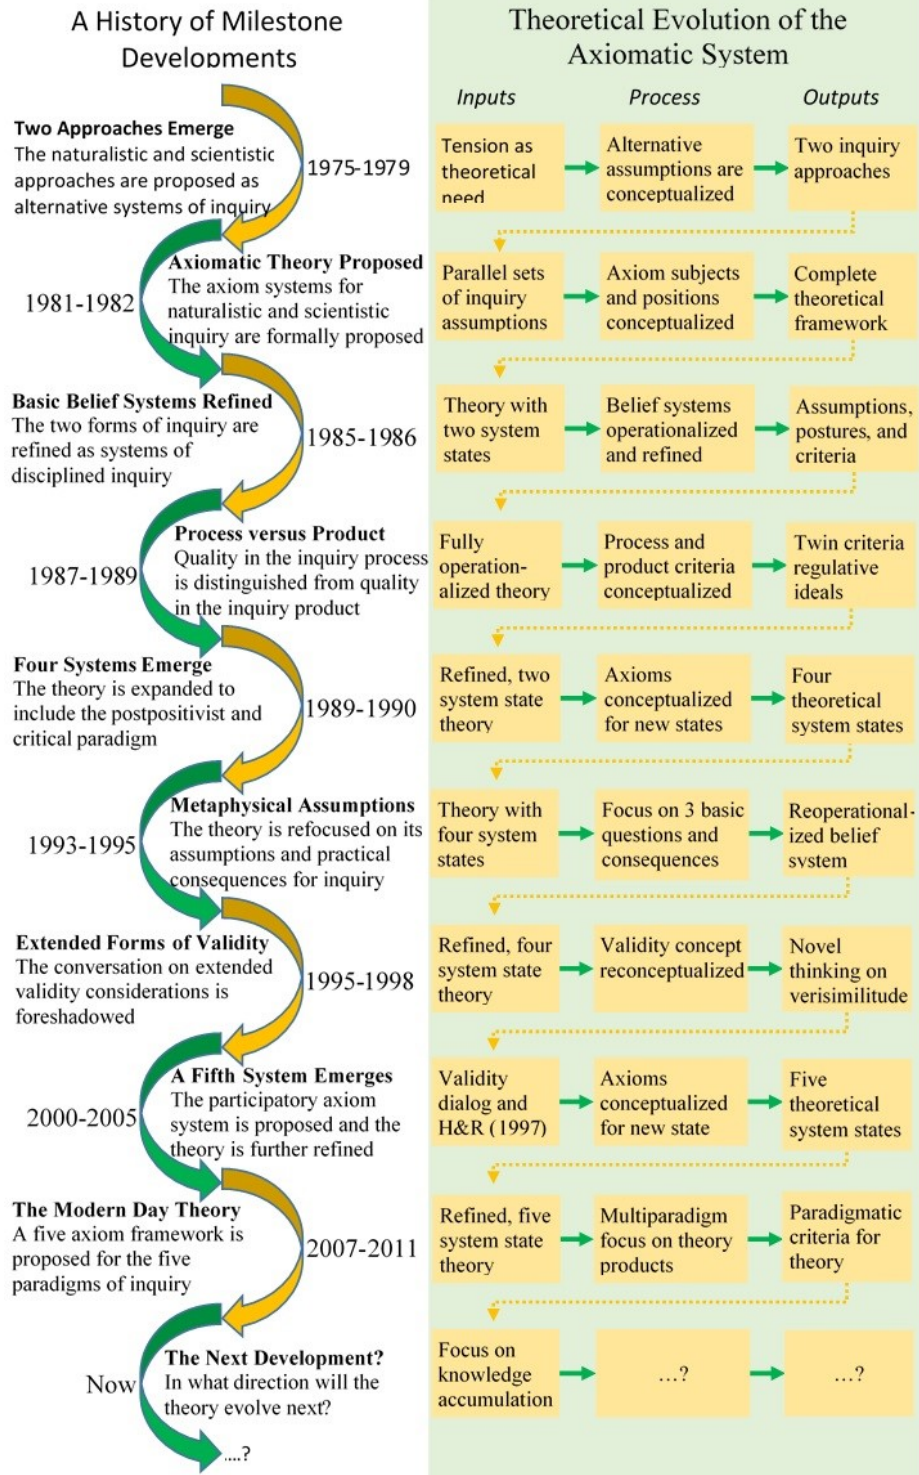 A History of Milestone
Developments
Two Approaches Emerge
The naturalistic and scientistic
approaches are proposed as
alternative systems of inquiry
1975-1979
Axiomatic Theory Proposed
The axiom systems for
naturalistic and scientistic
inquiry are formally proposed
1981-1982
Basic Belief Systems Refined
The two forms of inquiry are
refined as systems of
disciplined inquiry
1985-1986
Process versus Product
Quality in the inquiry process
is distinguished from quality
in the inquiry product
1987-1989
Four Systems Emerge
The theory is expanded to
include the postpositivist and
critical paradigm
1989-1990
Metaphysical Assumptions
The theory is refocused on its
assumptions and practical
consequences for inquiry
1993-1995
Extended Forms of Validity
The conversation on extended
validity considerations is
foreshadowed
1995-1998
A Fifth System Emerges
The participatory axiom
system is proposed and the
theory is further refined
2000-2005
The Modern Day Theory
A five axiom framework is
proposed for the five
paradigms of inquiry
2007-2011
The Next Development?
In what direction will the
theory evolve next?
Now
....?
Theoretical Evolution of the
Axiomatic System
Inputs
Process
Outputs
Tension as
theoretical
need
Alternative
assumptions are
conceptualized
Two inquiry
approaches
Parallel sets
of inquiry
assumptions
Axiom subjects
and positions
conceptualized
Complete
theoretical
framework
Theory with
two system
states
Belief systems
operationalized
and refined
Assumptions,
postures, and
criteria
Fully
operation-
alized theory
Process and
product criteria
conceptualized
Twin criteria
regulative
ideals
Refined, two
system state
theory
Axioms
conceptualized
for new states
Four
theoretical
system states
Theory with
four system
states
Focus on 3 basic
questions and
consequences
Reoperational-
ized belief
system
Refined, four
system state
theory
Validity concept
reconceptualized
Novel
thinking on
verisimilitude
Validity
dialog and
H&R (1997)
Axioms
conceptualized
for new state
Five
theoretical
system states
Refined, five
system state
theory
Multiparadigm
focus on theory
products
Paradigmatic
criteria for
theory
Focus on
knowledge
accumulation
…?
…?